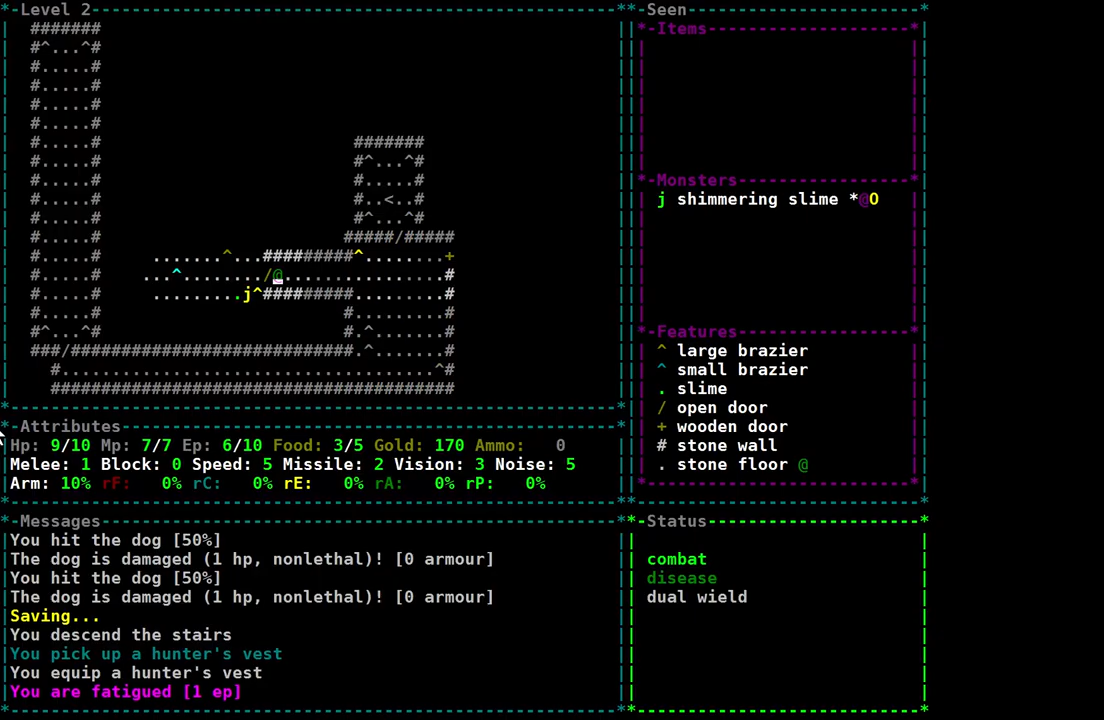 *-Level 2---------------------------------------------------------**-Seen-------------------------*
#######
*-Items---------------------*
#^...^#
#.....#
#.....#
#.....#
#.....#
#.....# #######
#.....# #^...^#
#.....# #.....#
*-Monsters------------------*
#.....# #..<..#
j shimmering slime *@O
#.....# #^...^#
#.....# #####/#####
#.....# .......^...#########^........+
#.....# ...^......../@................#
#.....# .........j^#########.........#
#.....# #.........#
#^...^# #.^.......#
*-Features------------------*
###/###########################.^.......#
^ large brazier
#......................................^#
^ small brazier
##########################################
. slime
/ open door
*-Attributes------------------------------------------------------*
+ wooden door
Hp: 9/10 Mp: 7/7 Ep: 6/10 Food: 3/5 Gold: 170 Ammo: 0
# stone wall
Melee: 1 Block: 0 Speed: 5 Missile: 2 Vision: 3 Noise: 5
. stone floor @
Arm: 10% rF: 0% rC: 0% rE: 0% rA: 0% rP: 0%
*-Messages--------------------------------------------------------*
*-Status-----------------------*
You hit the dog [50%]
The dog is damaged (1 hp, nonlethal)! [0 armour]
combat
You hit the dog [50%]
disease
The dog is damaged (1 hp, nonlethal)! [0 armour]
dual wield
Saving...
You descend the stairs
You pick up a hunter's vest
You equip a hunter's vest
You are fatigued [1 ep]